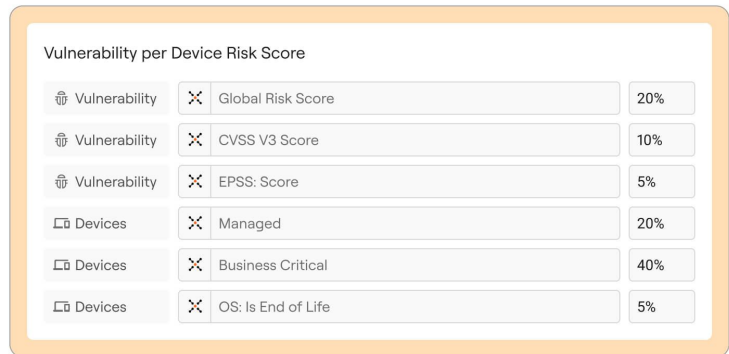 Vulnerability per Device Risk Score
Vulnerability Global Risk Score 20%
Vulnerability CVSS V3 Score 10%
Vulnerability EPSS: Score 5%
Devices Managed 20%
Devices Business Critical 40%
Devices OS: Is End of Life 5%